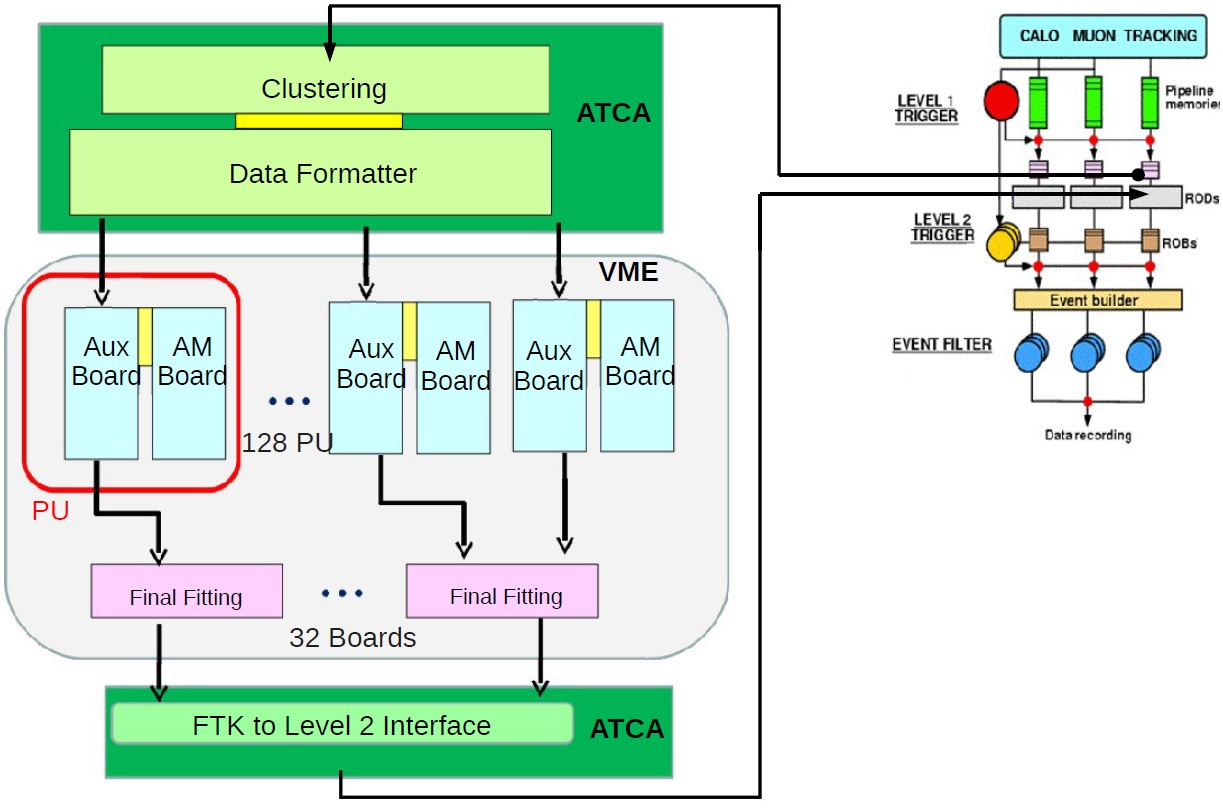 Clustering
ATCA
Data Formatter
VME
Aux
Board
AM
Board
Aux
Board
AM
Board
Aux
Board
AM
Board
128 PU
PU
Final Fitting
Final Fitting
32 Boards
FTK to Level 2 Interface
ATCA
CALO MUON TRACKING
LEVEL 1
TRIGGER
Pipeline
memories
RODs
LEVEL 2
TRIGGER
ROBs
Event builder
EVENT FILTER
Data recording